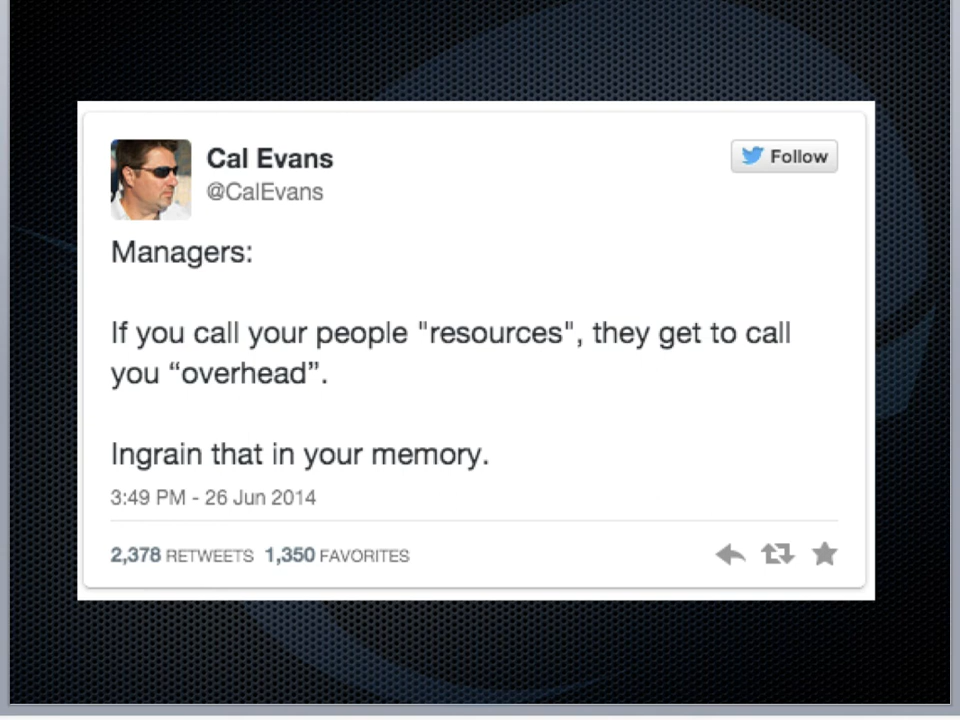 Cal Evans
Follow
@CalEvans
Managers:
If you call your people "resources", they get to call
you “overhead”.
Ingrain that in your memory.
3:49 PM - 26 Jun 2014
2,378 RETWEETS 1,350 FAVORITES